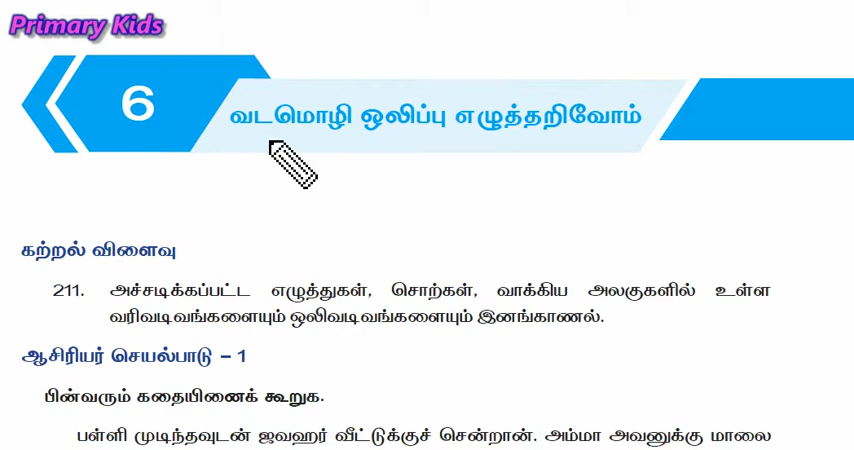 Primary Kids
6
வடமொழி ஒலிப்பு எழுத்தறிவோம்
கற்றல் விளைவு
211. அச்சடிக்கப்பட்ட எழுத்துகள், சொற்கள், வாக்கிய அலகுகளில் உள்ள
வரிவடிவங்களையும் ஒலிவடிவங்களையும் இனங்காணல்.
ஆசிரியர் செயல்பாடு – 1
பின்வரும் கதையினைக் கூறுக.
பள்ளி முடிந்தவுடன் ஜவஹர் வீட்டுக்குச் சென்றான். அம்மா அவனுக்கு மாலை